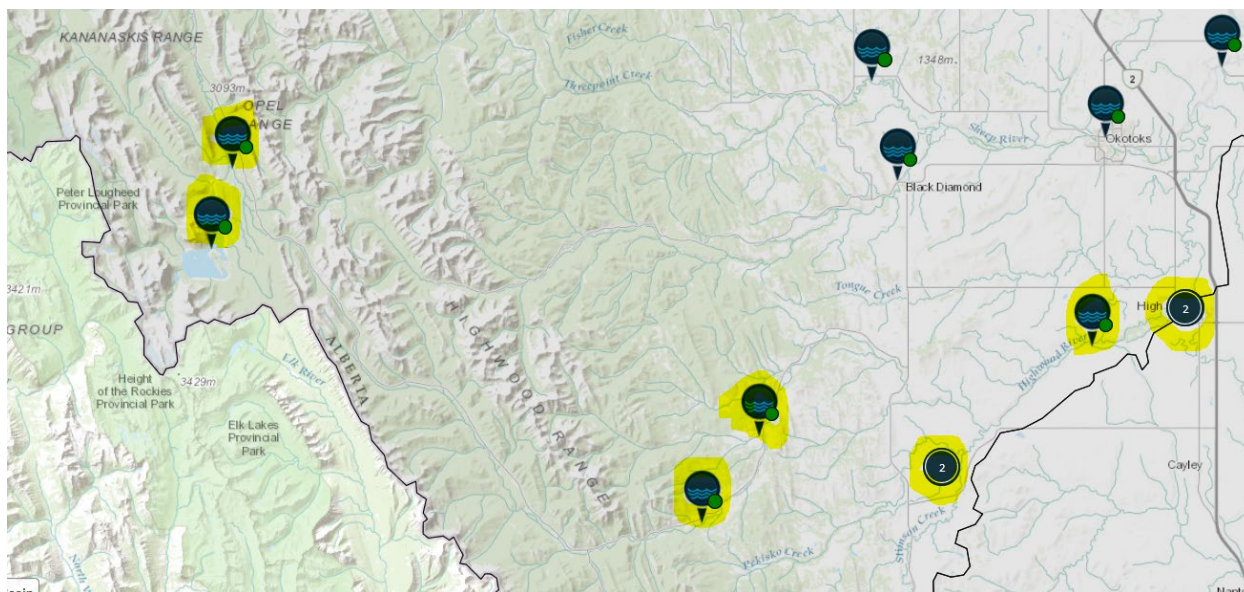 KANANASKIS RANGE
Fisher Creek
1348m
2
3093m
OPEL
ANGE
Threepoint Creek
Sheep River
Okotoks
Peter Lougheed
Provincial Park
Black Diamond
3421m
GROUP
Tongue Creek
High
2
HIGHWOOD RANGE
ALBERTA
Elk River
Highwood River
Height
of the Rockies
Provincial Park
3429m
Elk Lakes
Provincial
Park
2
Cayley
Stimson Creek
Pekisko Creek
North